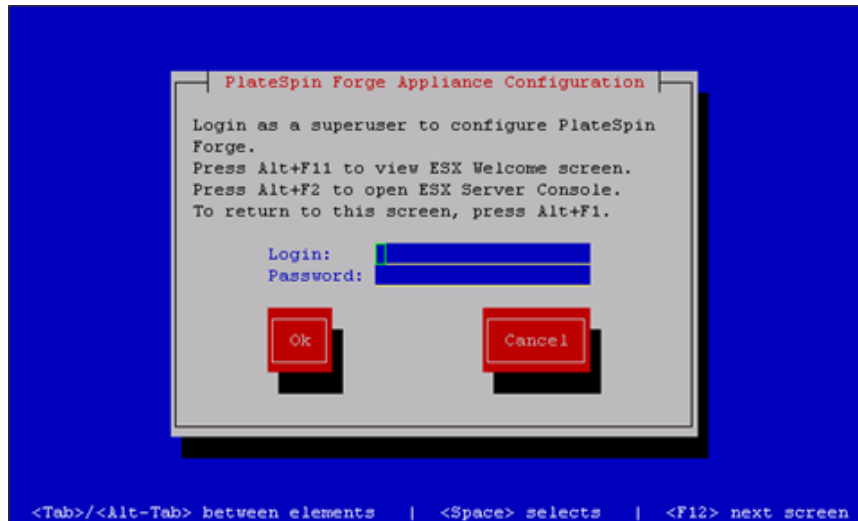 PlateSpin Forge Appliance Configuration
Login as a superuser to configure PlateSpin
Forge.
Press Alt+F11 to view ESX Welcome screen.
Press Alt+F2 to open ESX Server Console.
To return to this screen, press Alt+F1.
Login:
Password:
Ok Cancel
<Tab>/<Alt-Tab> between elements | <Space> selects | <F12> next screen